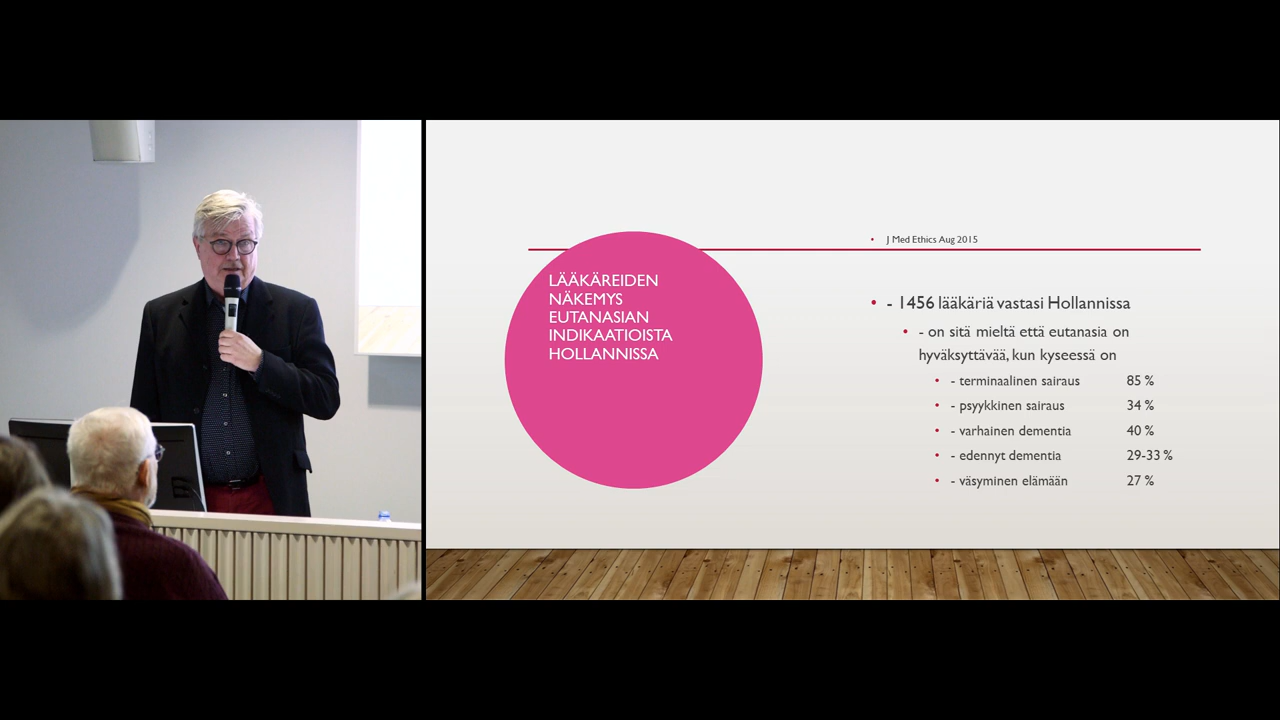 LÄÄKÄREIDEN
NÄKEMYS
EUTANASIAN
INDIKAATIOISTA
HOLLANNISSA
• J Med Ethics Aug 2015
• - 1456 lääkäriä vastasi Hollannissa
• - on sitä mieltä että eutanasia on
hyväksyttävää, kun kyseessä on
• - terminaalinen sairaus 85 %
• - psyykkinen sairaus 34 %
• - varhainen dementia 40 %
• - edennyt dementia 29-33 %
• - väsyminen elämään 27 %